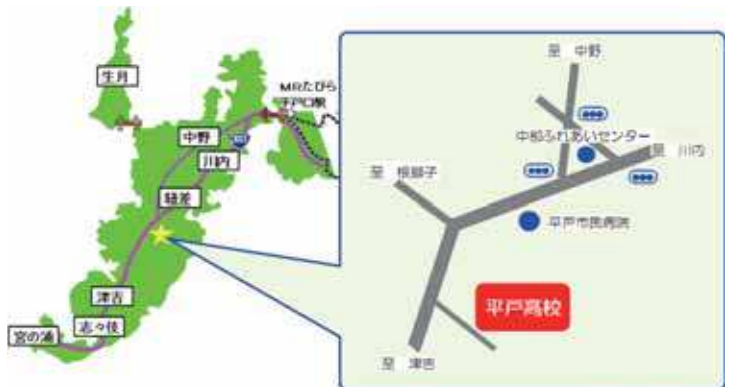 生月
MRたびら
平戸口駅
中野
川内
紐差
津吉
志々伎
宮の浦
至 中野
中部ふれあいセンター
至 川内
至 根獅子
平戸市民病院
平戸高校
至 津吉